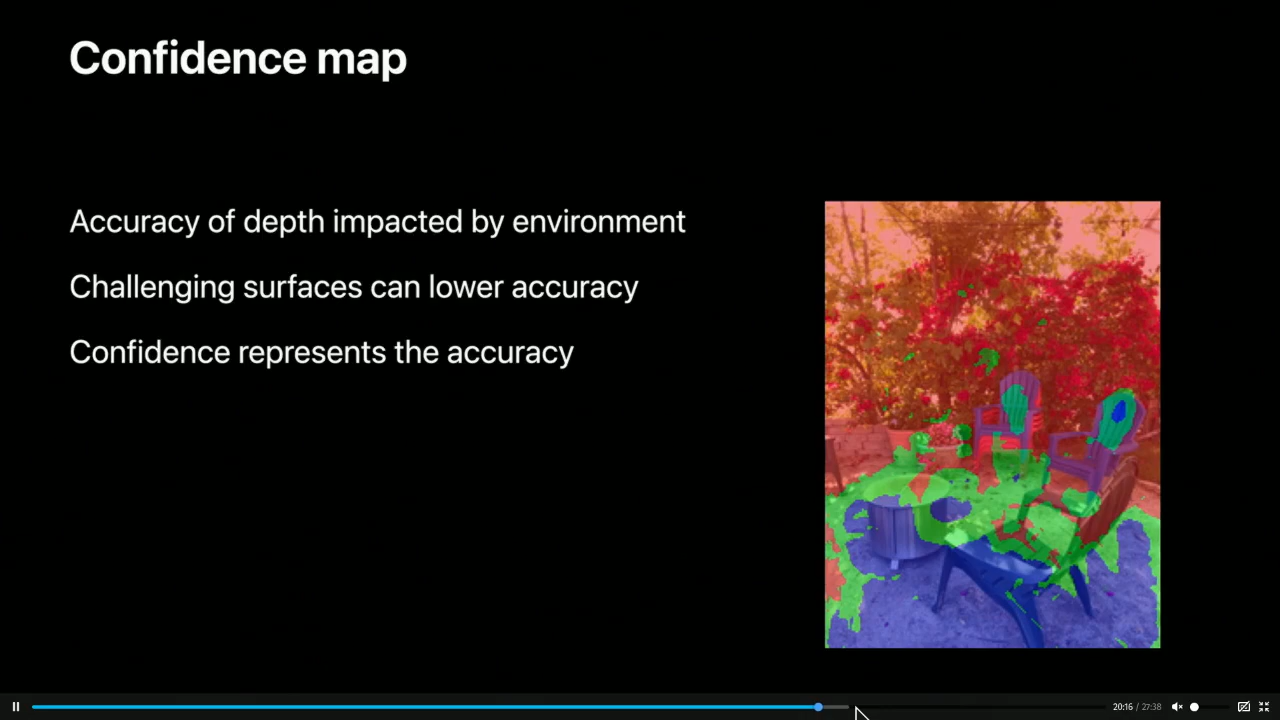 Confidence map
Accuracy of depth impacted by environment
Challenging surfaces can lower accuracy
Confidence represents the accuracy
20:16 / 27:38